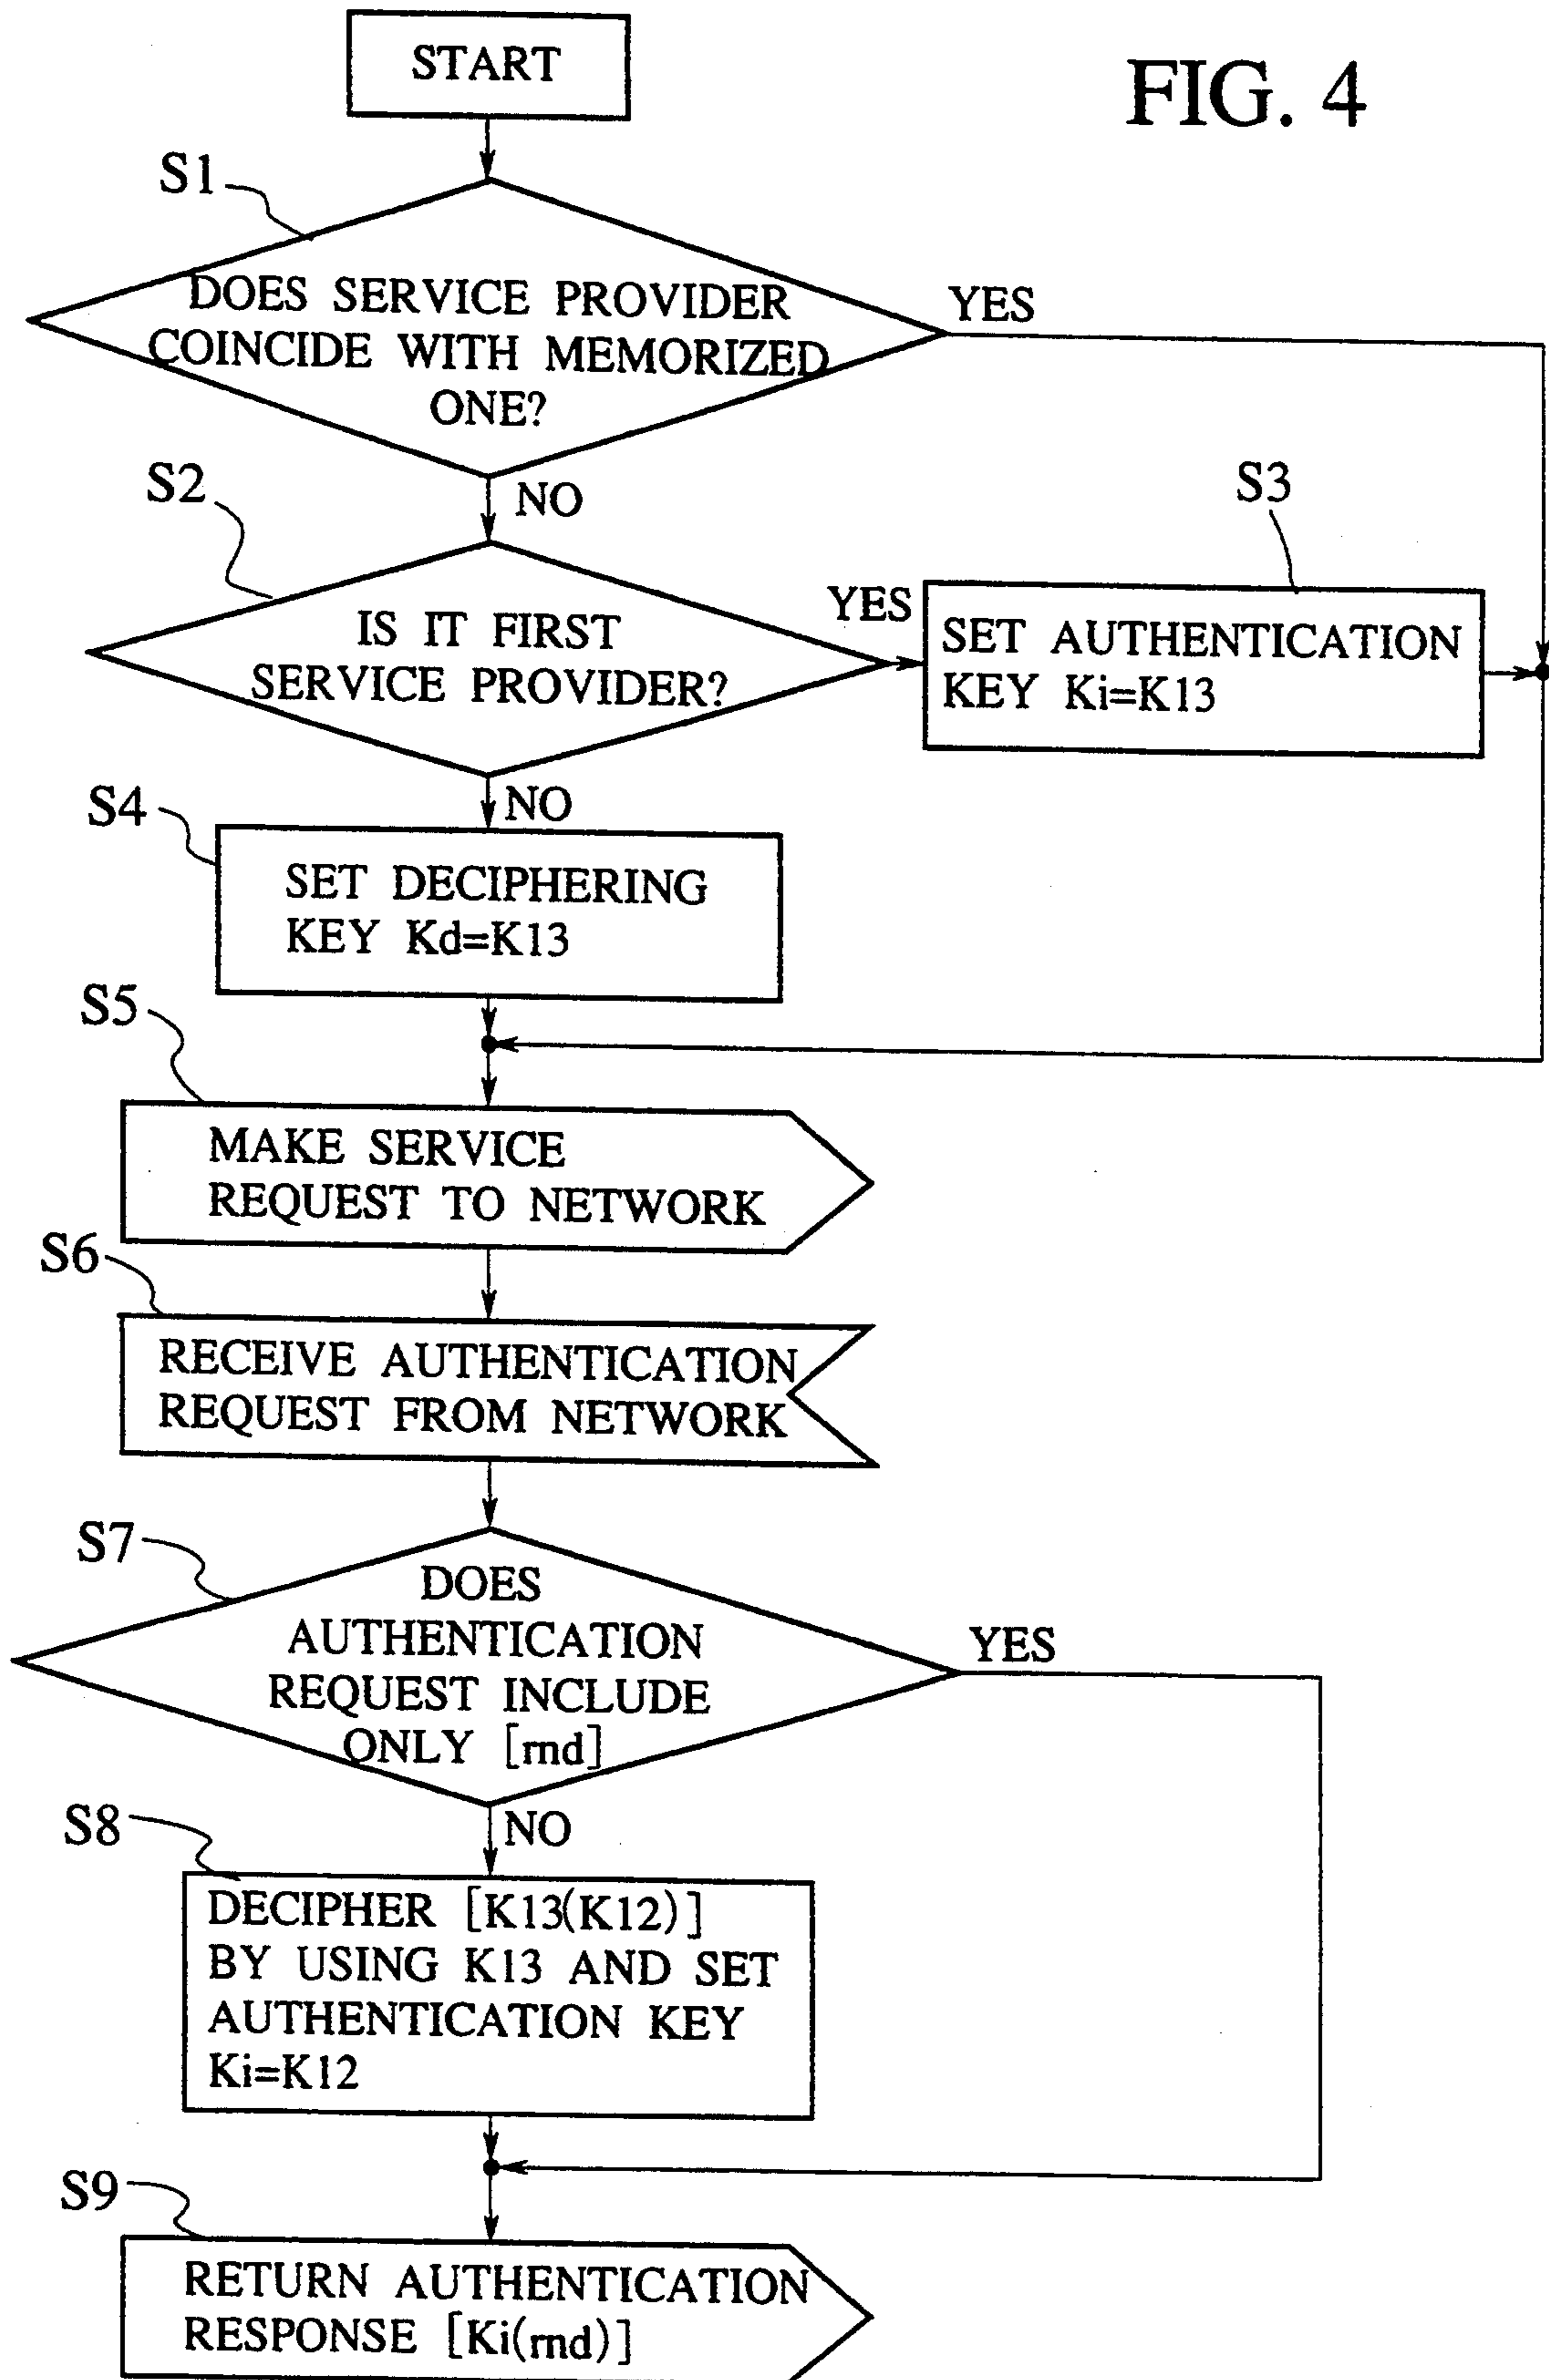 START
FIG. 4
S1
DOES SERVICE PROVIDER
COINCIDE WITH MEMORIZED
ONE?
YES
NO
S2
IS IT FIRST
SERVICE PROVIDER?
YES
S3
SET AUTHENTICATION
KEY Ki=K13
NO
S4
SET DECIPHERING
KEY Kd=K13
S5
MAKE SERVICE
REQUEST TO NETWORK
S6
RECEIVE AUTHENTICATION
REQUEST FROM NETWORK
S7
DOES
AUTHENTICATION
REQUEST INCLUDE
ONLY [rnd]
YES
NO
S8
DECIPHER [K13(K12)]
BY USING K13 AND SET
AUTHENTICATION KEY
Ki=K12
S9
RETURN AUTHENTICATION
RESPONSE [Ki(rnd)]